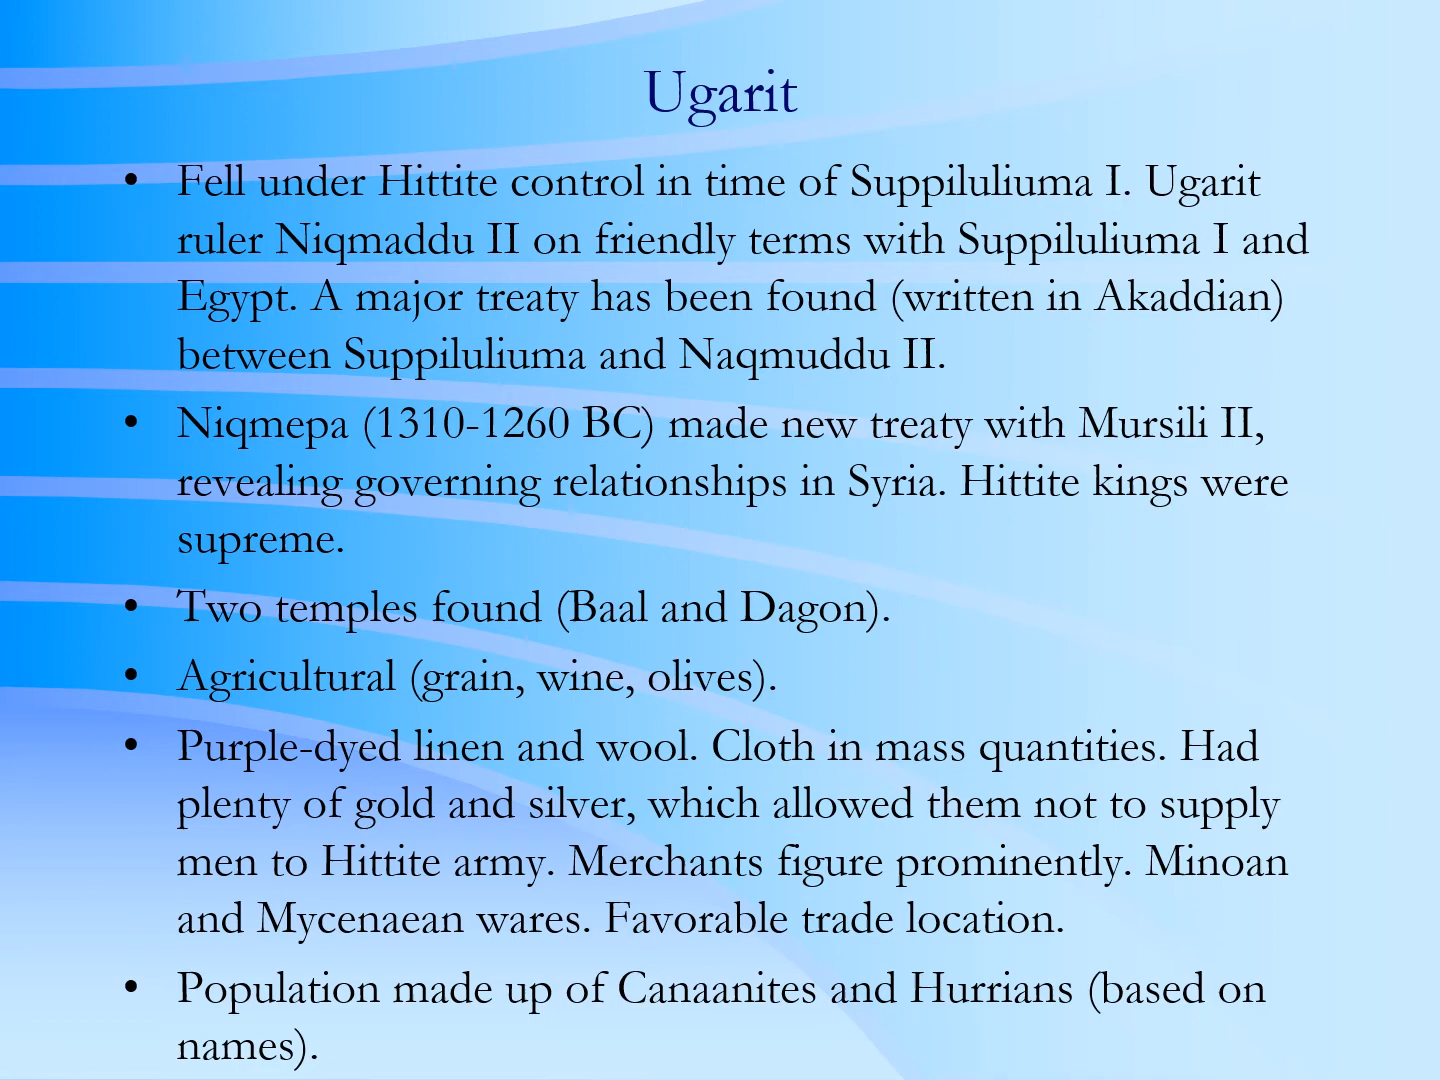 Ugarit
• Fell under Hittite control in time of Suppiluliuma I. Ugarit
ruler Niqmaddu II on friendly terms with Suppiluliuma I and
Egypt. A major treaty has been found (written in Akaddian)
between Suppiluliuma and Naqmuddu II.
• Niqmepa (1310-1260 BC) made new treaty with Mursili II,
revealing governing relationships in Syria. Hittite kings were
supreme.
• Two temples found (Baal and Dagon).
• Agricultural (grain, wine, olives).
• Purple-dyed linen and wool. Cloth in mass quantities. Had
plenty of gold and silver, which allowed them not to supply
men to Hittite army. Merchants figure prominently. Minoan
and Mycenaean wares. Favorable trade location.
• Population made up of Canaanites and Hurrians (based on
names).